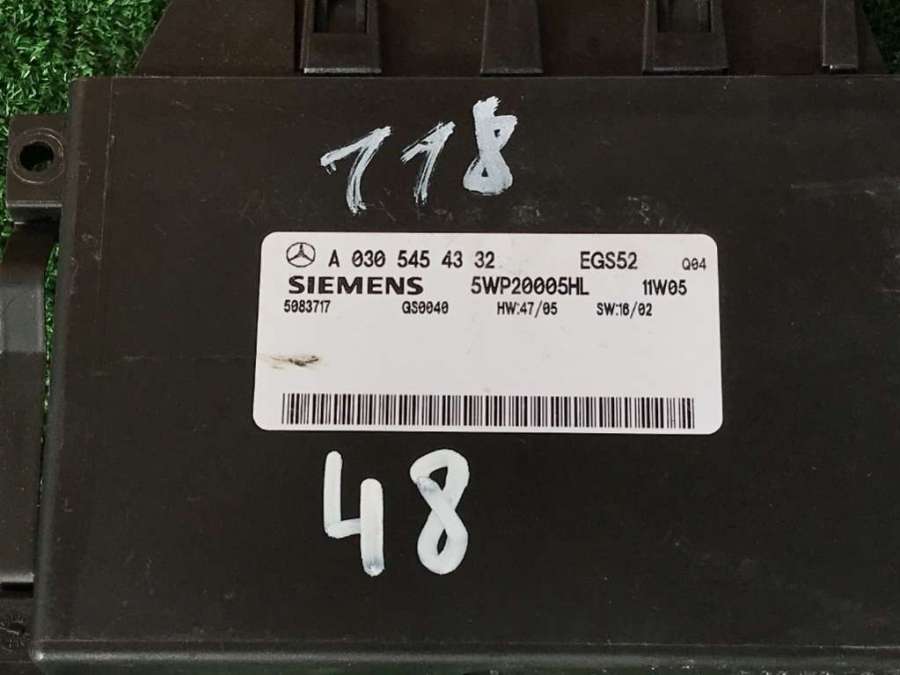 118
A 030 545 43 32 EGS52 Q04
SIEMENS 5WP20005HL 11W05
5083717 GS0040 HW:47/05 SW:16/02
48